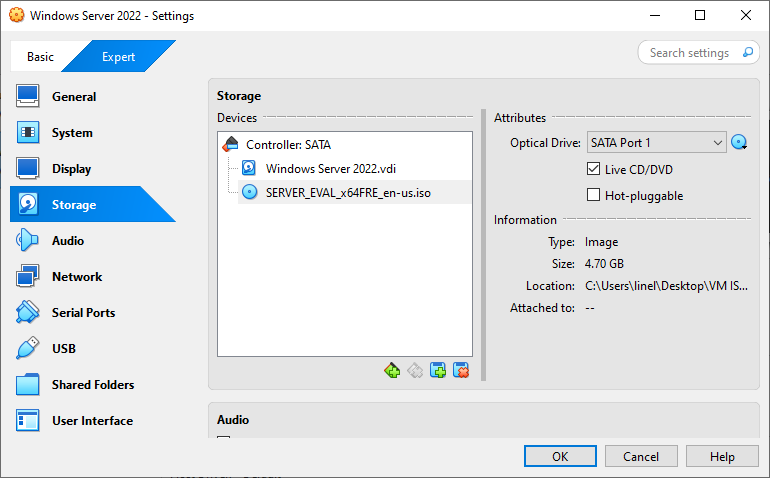 Windows Server 2022 - Settings
Basic
Expert
Search settings
General
System
Display
Storage
Audio
Network
Serial Ports
USB
Shared Folders
User Interface
Storage
Devices
Controller: SATA
Windows Server 2022.vdi
SERVER_EVAL_x64FRE_en-us.iso
Attributes
Optical Drive: SATA Port 1
Live CD/DVD
Hot-pluggable
Information
Type: Image
Size: 4.70 GB
Location: C:\Users\linel\Desktop\VM IS...
Attached to: --
Audio
OK
Cancel
Help